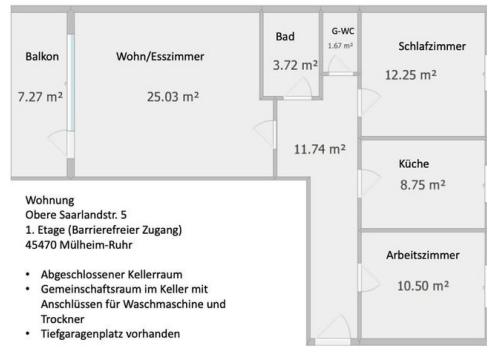 Balkon
7.27 m²
Wohn/Esszimmer
25.03 m²
Bad
3.72 m²
G-WC
1.67 m²
Schlafzimmer
12.25 m²
11.74 m²
Küche
8.75 m²
Arbeitszimmer
10.50 m²
Wohnung
Obere Saarlandstr. 5
1. Etage (Barrierefreier Zugang)
45470 Mülheim-Ruhr
• Abgeschlossener Kellerraum
• Gemeinschaftsraum im Keller mit
Anschlüssen für Waschmaschine und
Trockner
• Tiefgaragenplatz vorhanden